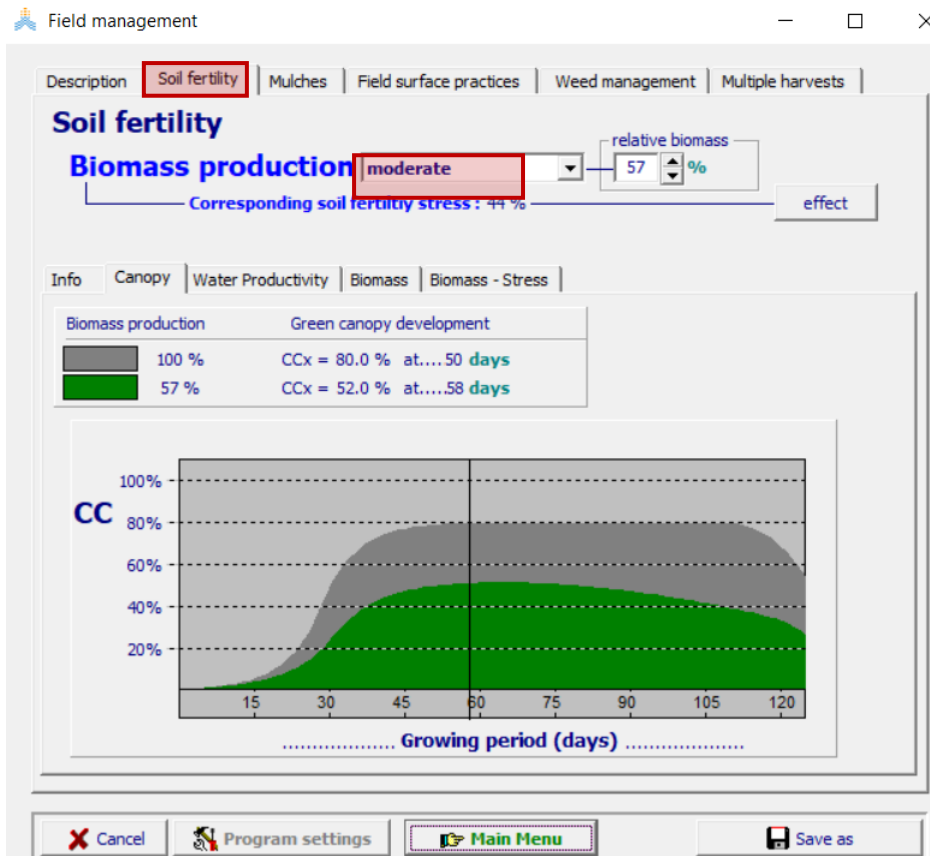 Field management
Description Soil fertility Mulches Field surface practices Weed management Multiple harvests
Soil fertility
relative biomass
Biomass production moderate 57 %
Corresponding soil fertiltiy stress : 44 % effect
Info Canopy Water Productivity Biomass Biomass - Stress
Biomass production Green canopy development
100 % CCx = 80.0 % at....50 days
57 % CCx = 52.0 % at.....58 days
100%
CC
80%
60%
40%
20%
15 30 45 60 75 90 105 120
................... Growing period (days) ....................
Cancel Program settings Main Menu Save as